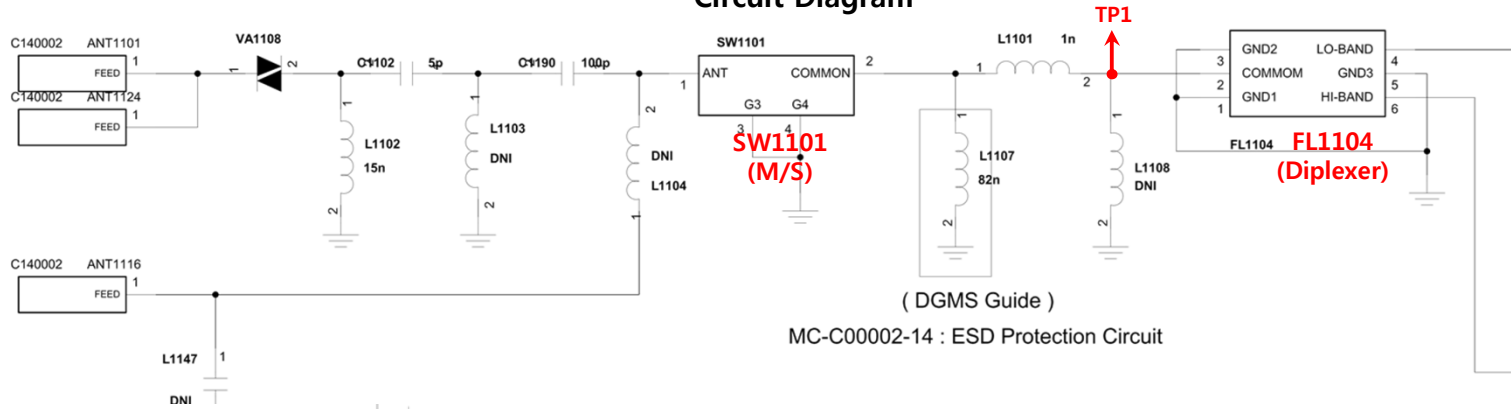 Circuit Diagram
TP1
C140002 ANT1101
FEED
1
C140002 ANT1124
FEED
1
VA1108
1
2
C1102 5p
C1190 100p
1
L1102
15n
2
1
L1103
DNI
2
2
DNI
L1104
1
SW1101
1
ANT COMMON
2
G3 G4
3 4
SW1101
(M/S)
L1101 1n
1
2
1
L1107
82n
2
1
L1108
DNI
2
GND2 LO-BAND
3 4
COMMOM GND3
2 5
GND1 HI-BAND
1 6
FL1104
FL1104
(Diplexer)
C140002 ANT1116
FEED
1
( DGMS Guide )
MC-C00002-14 : ESD Protection Circuit
L1147 1
DNI